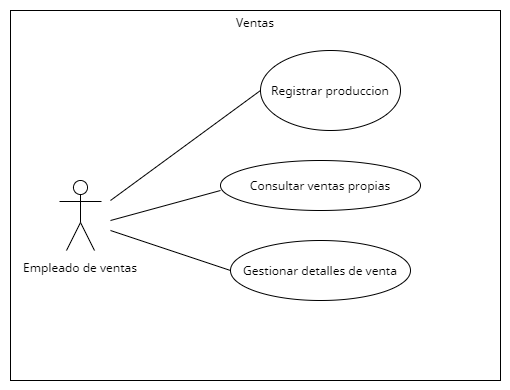 Ventas
Registrar produccion
Consultar ventas propias
Gestionar detalles de venta
Empleado de ventas